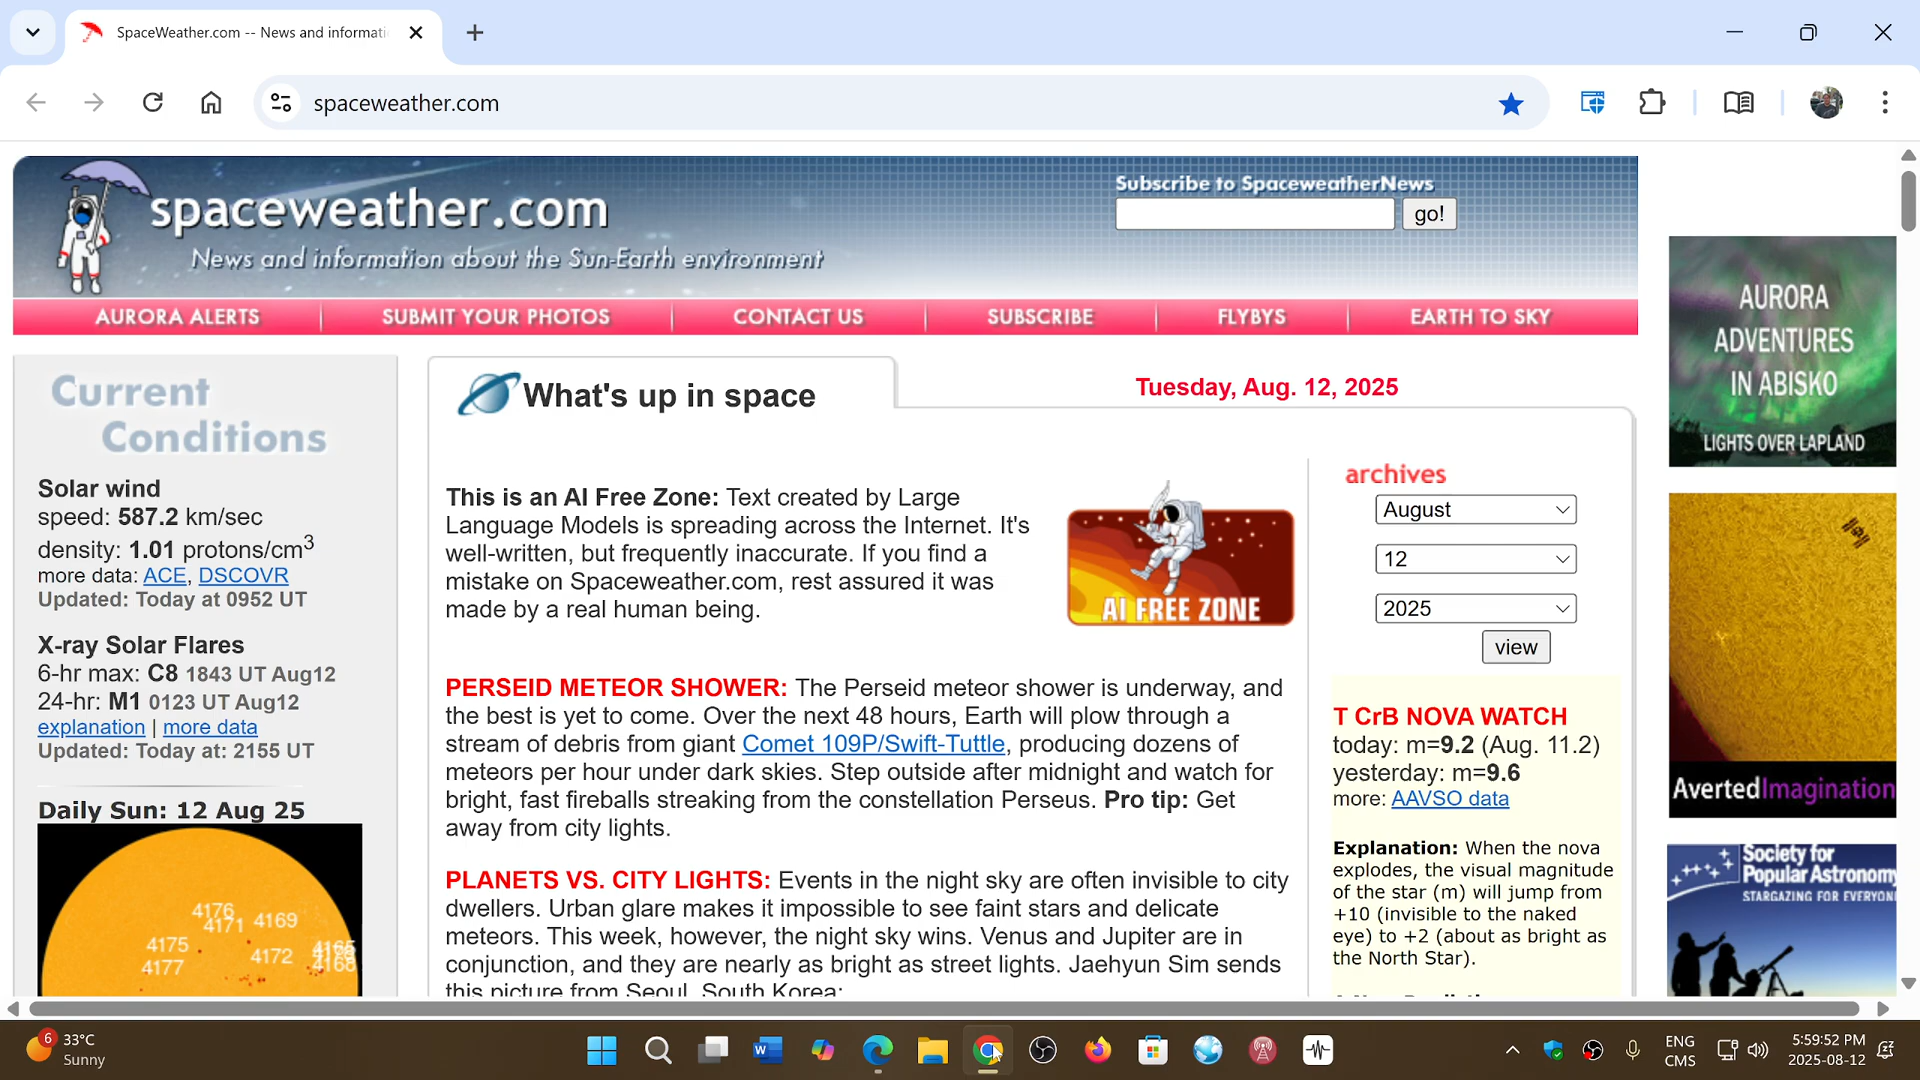 SpaceWeather.com -- News and informati
spaceweather.com
spaceweather.com
News and information about the Sun-Earth environment
Subscribe to SpaceweatherNews
go!
AURORA ALERTS
SUBMIT YOUR PHOTOS
CONTACT US
SUBSCRIBE
FLYBYS
EARTH TO SKY
Current
Conditions
Solar wind
speed: 587.2 km/sec
density: 1.01 protons/cm3
more data: ACE, DSCOVR
Updated: Today at 0952 UT
X-ray Solar Flares
6-hr max: C8 1843 UT Aug12
24-hr: M1 0123 UT Aug12
explanation | more data
Updated: Today at: 2155 UT
Daily Sun: 12 Aug 25
4176
4171
4169
4175
4172
4177
4165
4168
What's up in space
Tuesday, Aug. 12, 2025
This is an AI Free Zone: Text created by Large
Language Models is spreading across the Internet. It's
well-written, but frequently inaccurate. If you find a
mistake on Spaceweather.com, rest assured it was
made by a real human being.
AI FREE ZONE
PERSEID METEOR SHOWER: The Perseid meteor shower is underway, and
the best is yet to come. Over the next 48 hours, Earth will plow through a
stream of debris from giant Comet 109P/Swift-Tuttle, producing dozens of
meteors per hour under dark skies. Step outside after midnight and watch for
bright, fast fireballs streaking from the constellation Perseus. Pro tip: Get
away from city lights.
PLANETS VS. CITY LIGHTS: Events in the night sky are often invisible to city
dwellers. Urban glare makes it impossible to see faint stars and delicate
meteors. This week, however, the night sky wins. Venus and Jupiter are in
conjunction, and they are nearly as bright as street lights. Jaehyun Sim sends
this picture from Seoul, South Korea:
archives
August
12
2025
view
T CrB NOVA WATCH
today: m=9.2 (Aug. 11.2)
yesterday: m=9.6
more: AAVSO data
Explanation: When the nova
explodes, the visual magnitude
of the star (m) will jump from
+10 (invisible to the naked
eye) to +2 (about as bright as
the North Star).
AURORA
ADVENTURES
IN ABISKO
LIGHTS OVER LAPLAND
AvertedImagination
Society for
Popular Astronomy
STARGAZING FOR EVERYON
6
33°C
Sunny
ENG
CMS
5:59:52 PM
2025-08-12